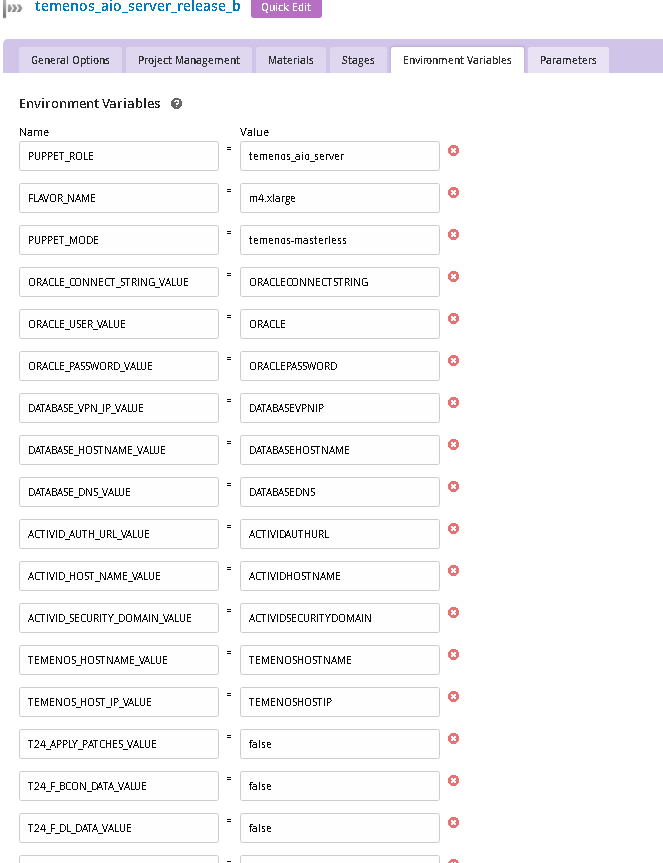 temenos_aio_server_release_b Quick Edit
General Options Project Management Materials Stages Environment Variables Parameters
Environment Variables ?
Name Value
PUPPET_ROLE = temenos_aio_server
FLAVOR_NAME = m4.xlarge
PUPPET_MODE = temenos-masterless
ORACLE_CONNECT_STRING_VALUE = ORACLECONNECTSTRING
ORACLE_USER_VALUE = ORACLE
ORACLE_PASSWORD_VALUE = ORACLEPASSWORD
DATABASE_VPN_IP_VALUE = DATABASEVPNIP
DATABASE_HOSTNAME_VALUE = DATABASEHOSTNAME
DATABASE_DNS_VALUE = DATABASEDNS
ACTIVID_AUTH_URL_VALUE = ACTIVIDAUTHURL
ACTIVID_HOST_NAME_VALUE = ACTIVIDHOSTNAME
ACTIVID_SECURITY_DOMAIN_VALUE = ACTIVIDSECURITYDOMAIN
TEMENOS_HOSTNAME_VALUE = TEMENOSHOSTNAME
TEMENOS_HOST_IP_VALUE = TEMENOSHOSTIP
T24_APPLY_PATCHES_VALUE = false
T24_F_BCON_DATA_VALUE = false
T24_F_DL_DATA_VALUE = false
=